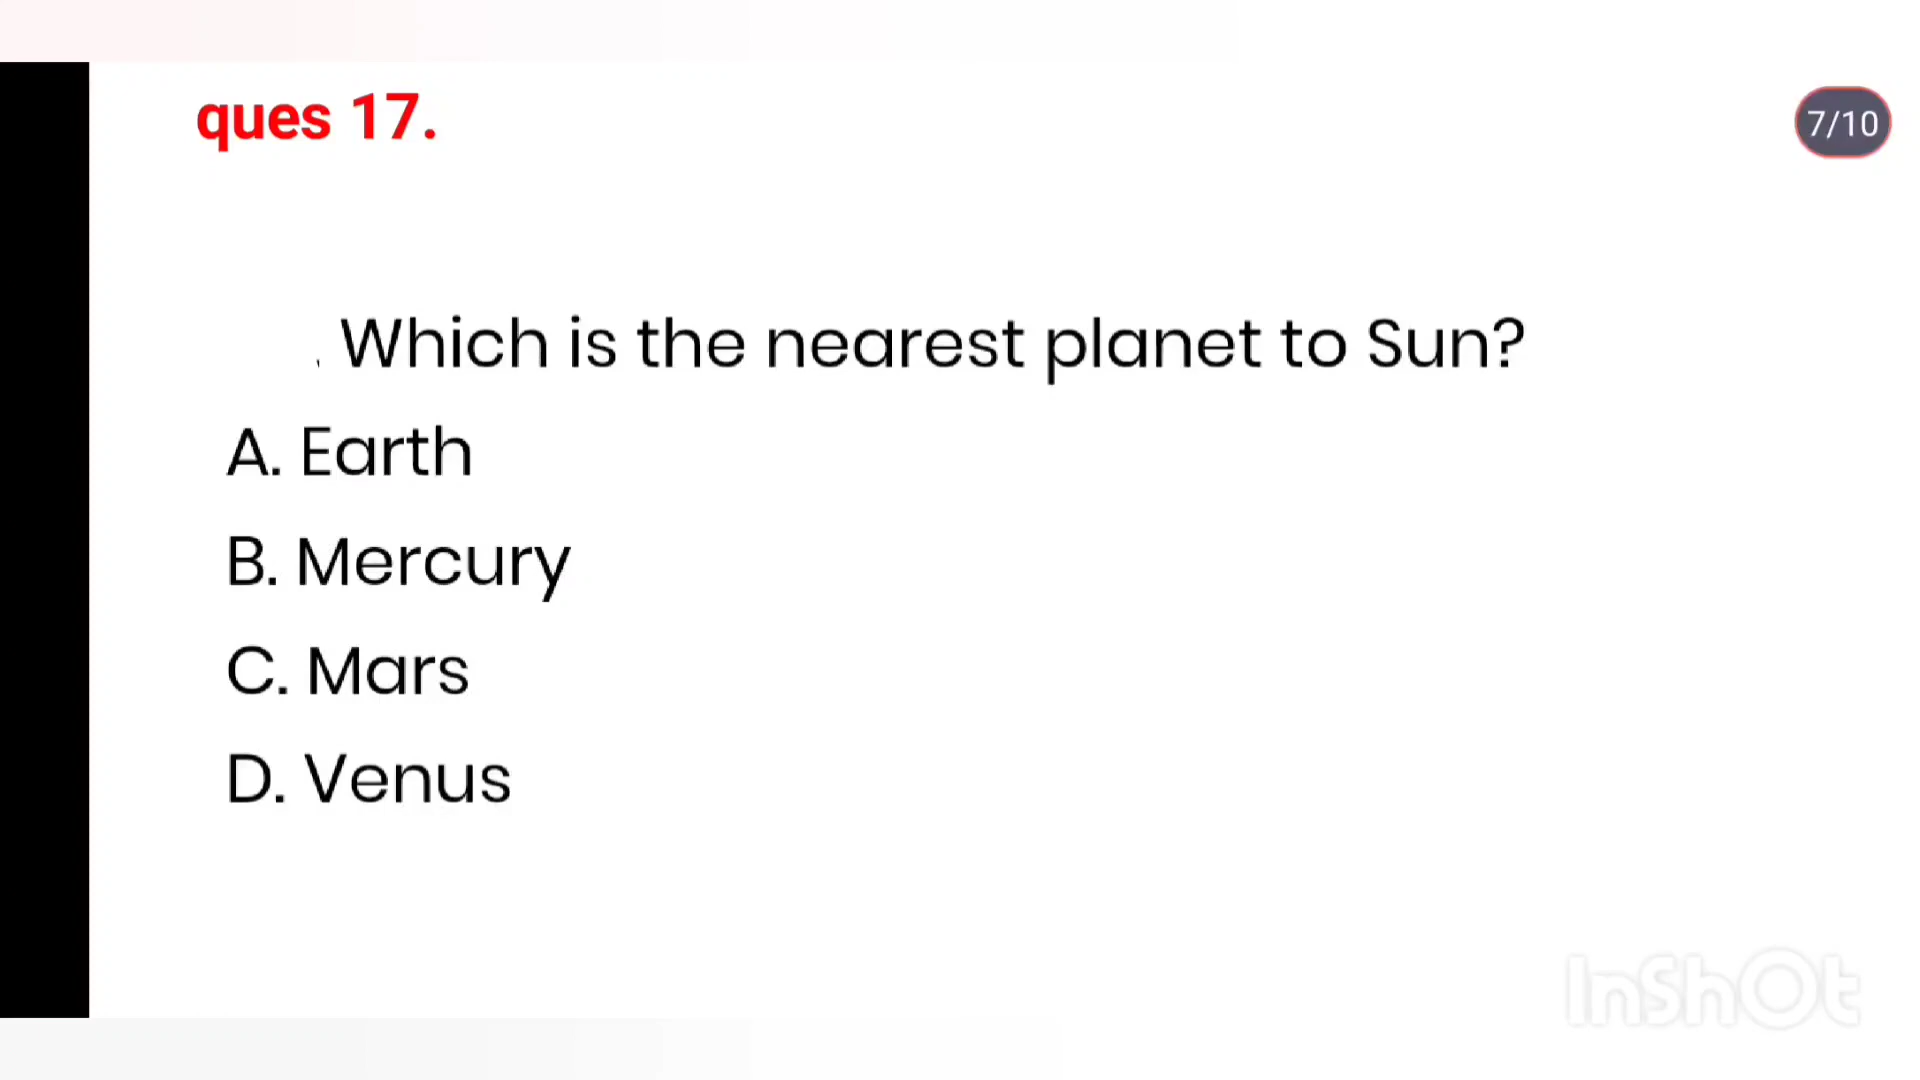 ques 17.
7/10
. Which is the nearest planet to Sun?
A. Earth
B. Mercury
C. Mars
D. Venus
InShOt